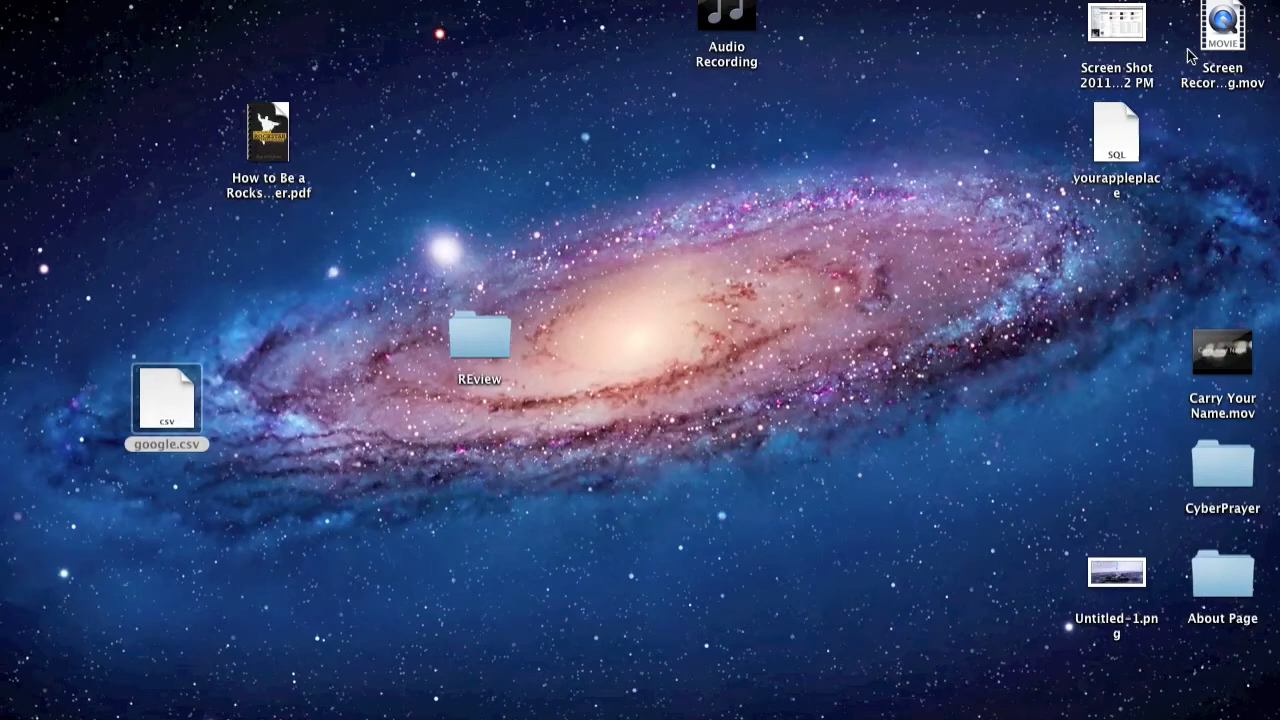 Audio
Recording
Screen Shot
2011...2 PM
MOVIE
Screen
Recor...g.mov
ROCKSTAR
How to Be a
Rocks...er.pdf
SQL
yourappleplac
e
REview
csv
google.csv
Carry Your
Name.mov
CyberPrayer
Untitled-1.pn
g
About Page